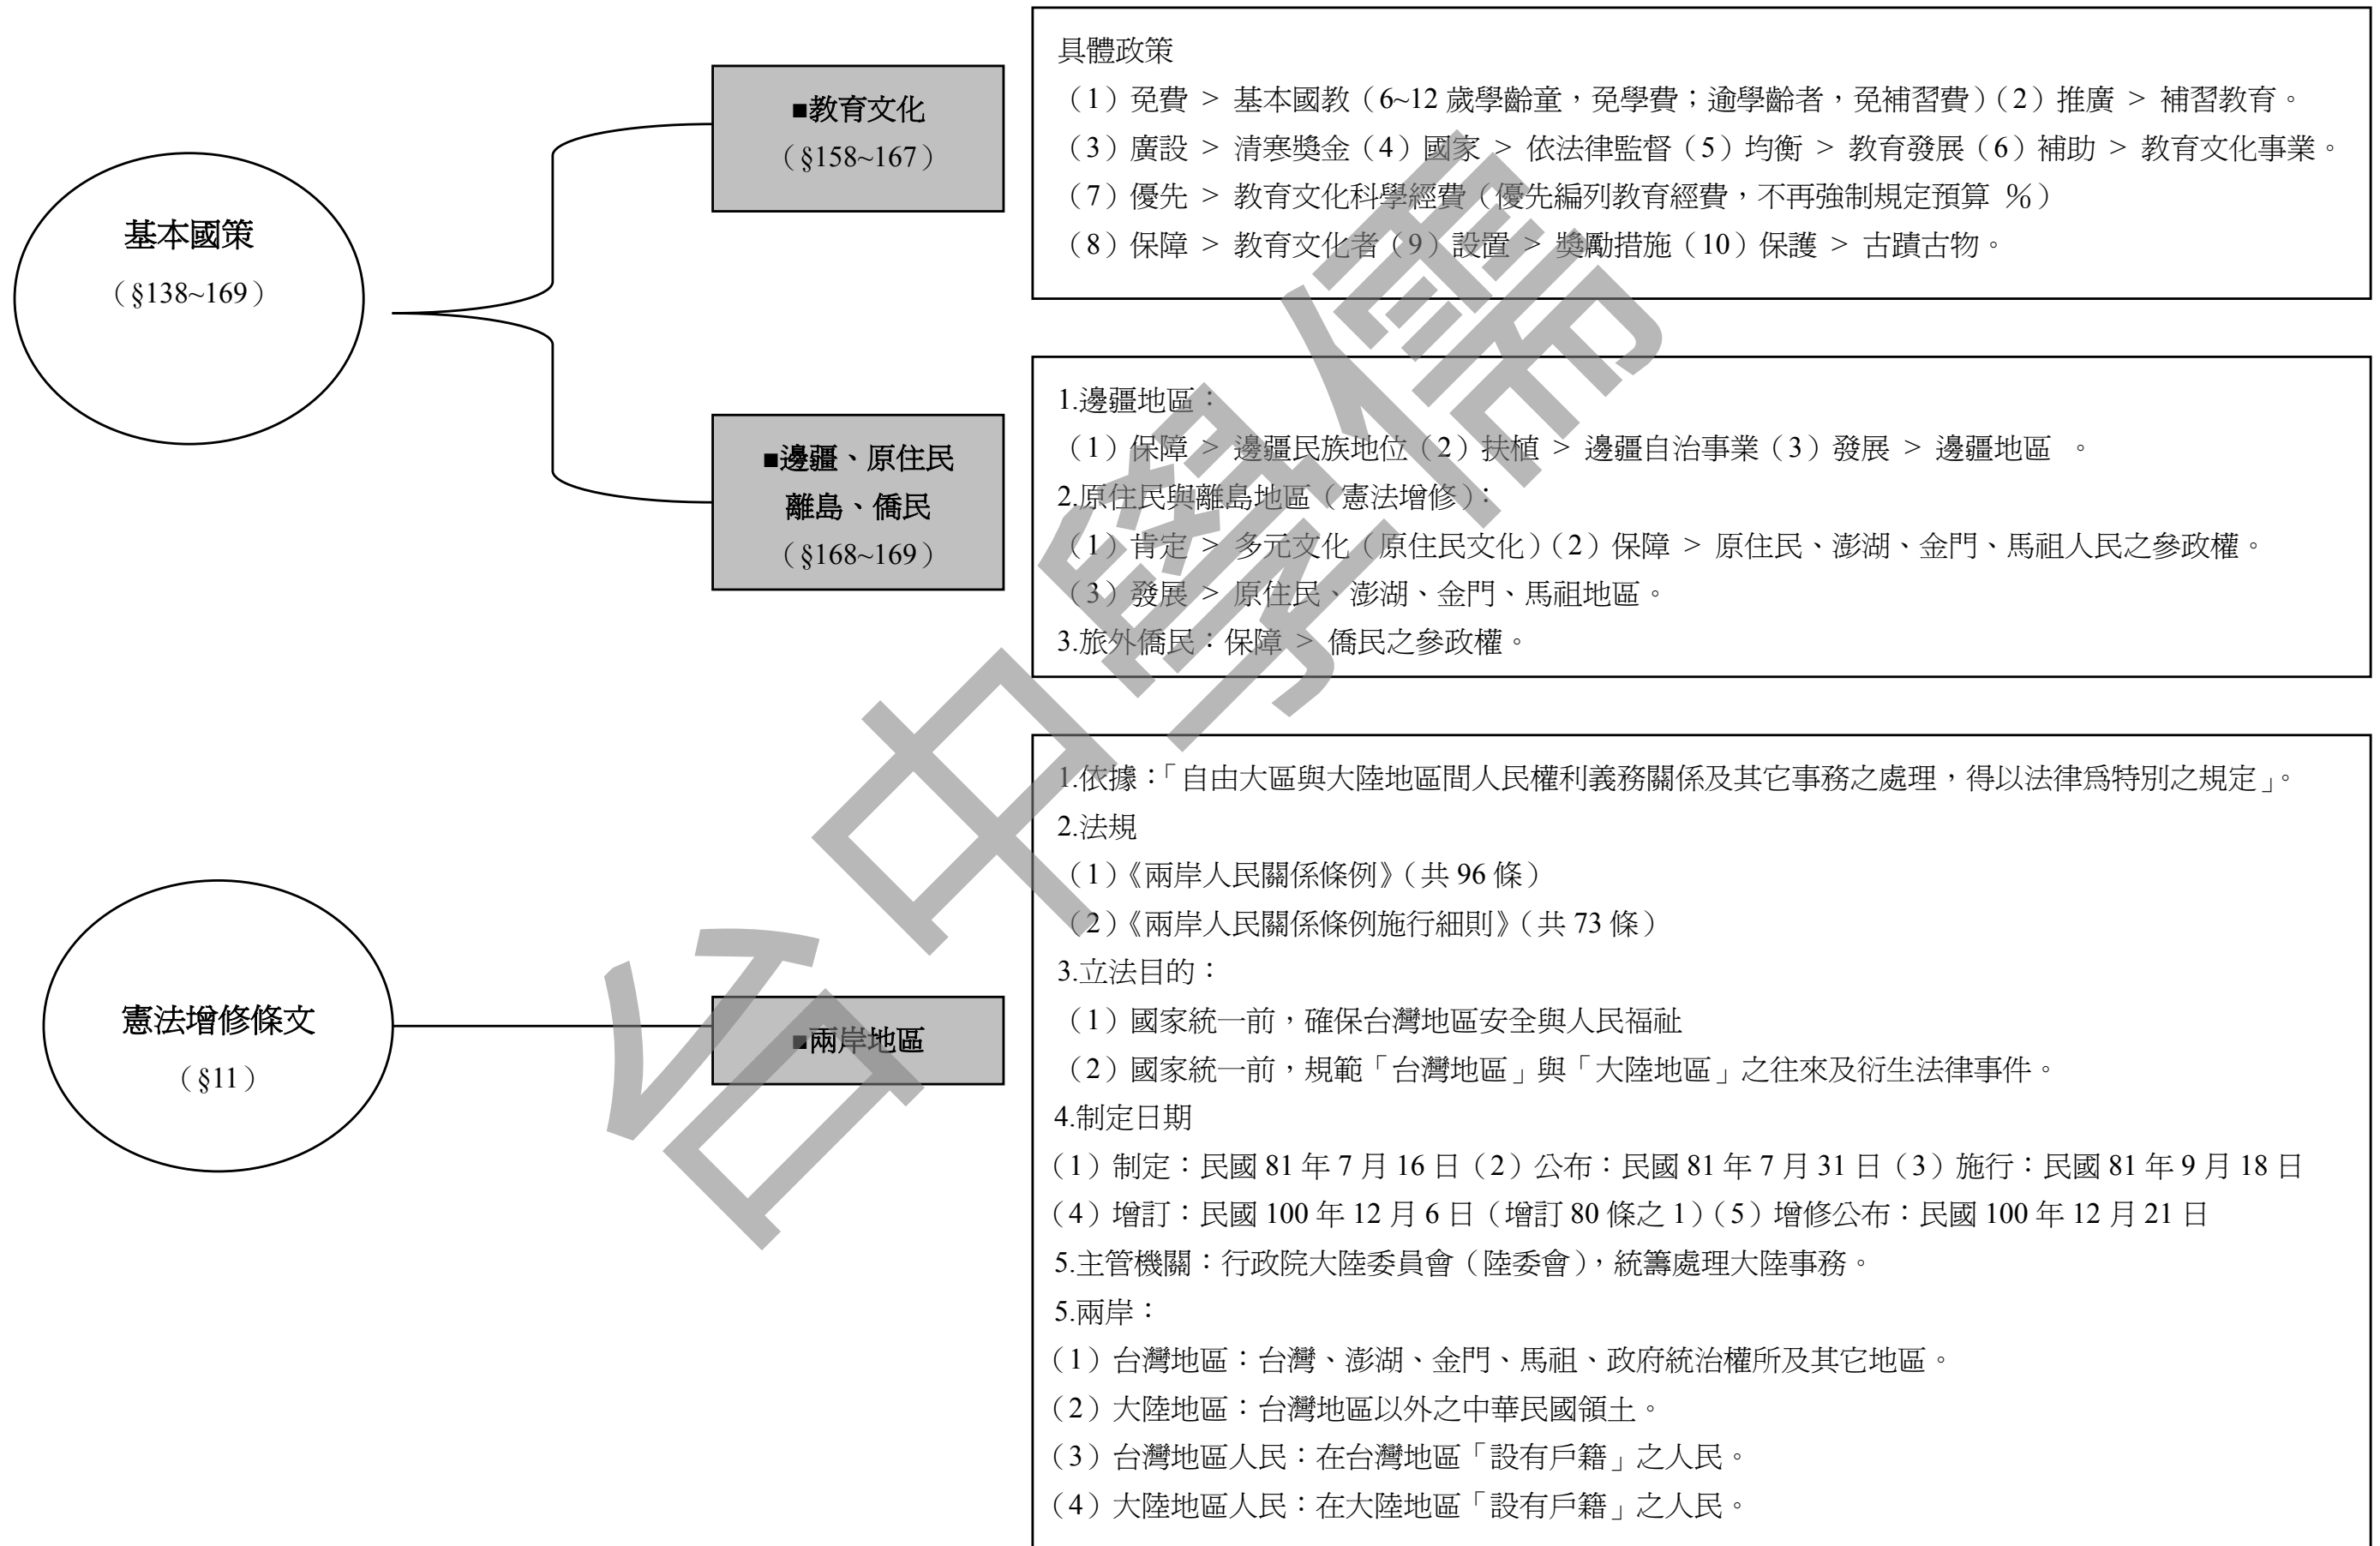 基本國策
（§138~169）
■教育文化
（§158~167）
具體政策
（1）免費 > 基本國教（6~12 歲學齡童，免學費；逾學齡者，免補習費）（2）推廣 > 補習教育。
（3）廣設 > 清寒獎金（4）國家 > 依法律監督（5）均衡 > 教育發展（6）補助 > 教育文化事業。
（7）優先 > 教育文化科學經費（優先編列教育經費，不再強制規定預算 %）
（8）保障 > 教育文化者（9）設置 > 獎勵措施（10）保護 > 古蹟古物。
■邊疆、原住民
離島、僑民
（§168~169）
1.邊疆地區：
（1）保障 > 邊疆民族地位（2）扶植 > 邊疆自治事業（3）發展 > 邊疆地區 。
2.原住民與離島地區（憲法增修）：
（1）肯定 > 多元文化（原住民文化）（2）保障 > 原住民、澎湖、金門、馬祖人民之參政權。
（3）發展 > 原住民、澎湖、金門、馬祖地區。
3.旅外僑民：保障 > 僑民之參政權。
憲法增修條文
（§11）
■兩岸地區
1.依據：「自由大區與大陸地區間人民權利義務關係及其它事務之處理，得以法律為特別之規定」。
2.法規
（1）《兩岸人民關係條例》（共 96 條）
（2）《兩岸人民關係條例施行細則》（共 73 條）
3.立法目的：
（1）國家統一前，確保台灣地區安全與人民福祉
（2）國家統一前，規範「台灣地區」與「大陸地區」之往來及衍生法律事件。
4.制定日期
（1）制定：民國 81 年 7 月 16 日（2）公布：民國 81 年 7 月 31 日（3）施行：民國 81 年 9 月 18 日
（4）增訂：民國 100 年 12 月 6 日（增訂 80 條之 1）（5）增修公布：民國 100 年 12 月 21 日
5.主管機關：行政院大陸委員會（陸委會），統籌處理大陸事務。
5.兩岸：
（1）台灣地區：台灣、澎湖、金門、馬祖、政府統治權所及其它地區。
（2）大陸地區：台灣地區以外之中華民國領土。
（3）台灣地區人民：在台灣地區「設有戶籍」之人民。
（4）大陸地區人民：在大陸地區「設有戶籍」之人民。
台中學儒